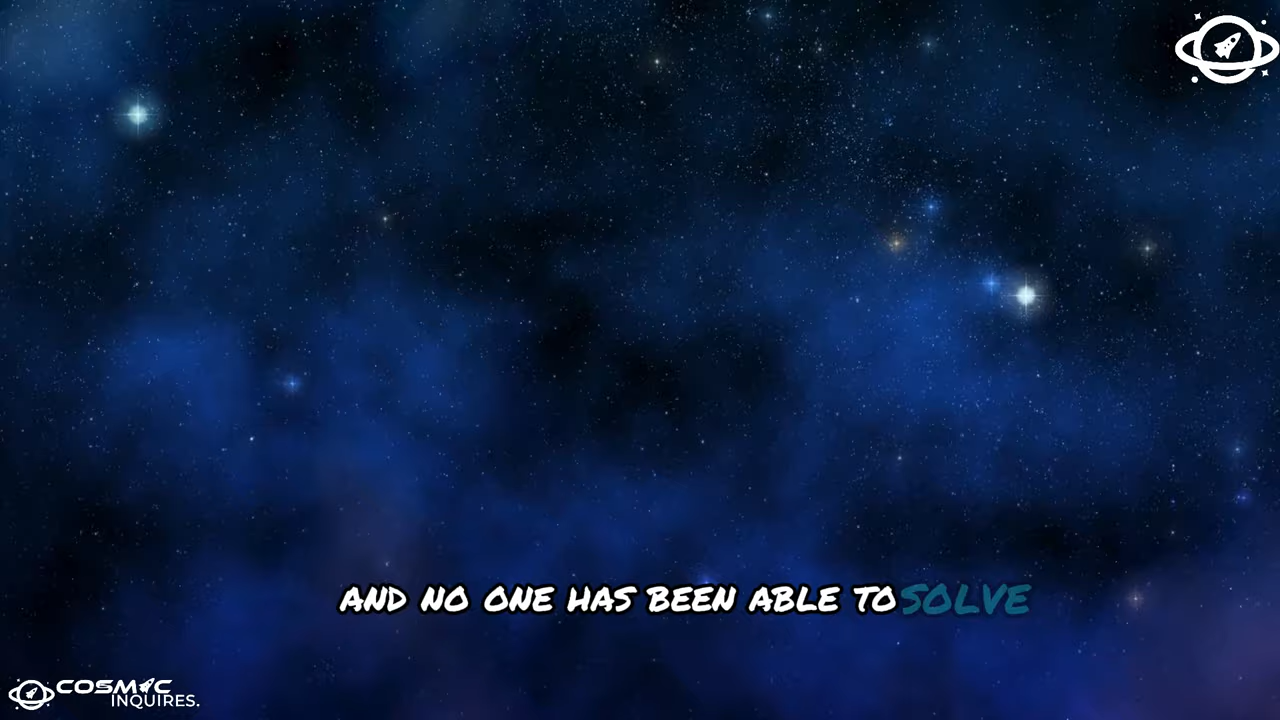 AND NO ONE HAS BEEN ABLE TO SOLVE
COSMIC
INQUIRES.